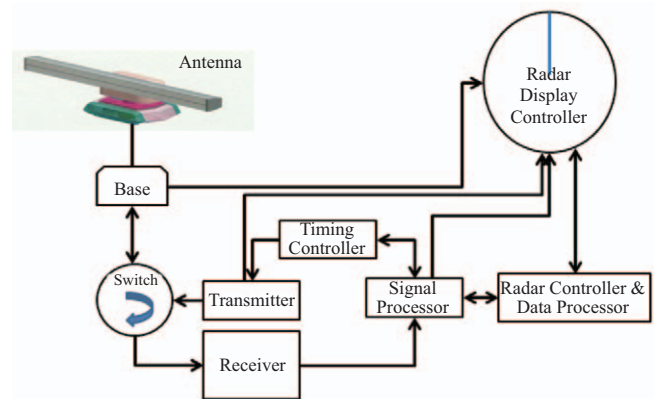 Antenna
Radar
Display
Controller
Base
Timing
Controller
Switch
Transmitter
Signal
Processor
Radar Controller &
Data Processor
Receiver